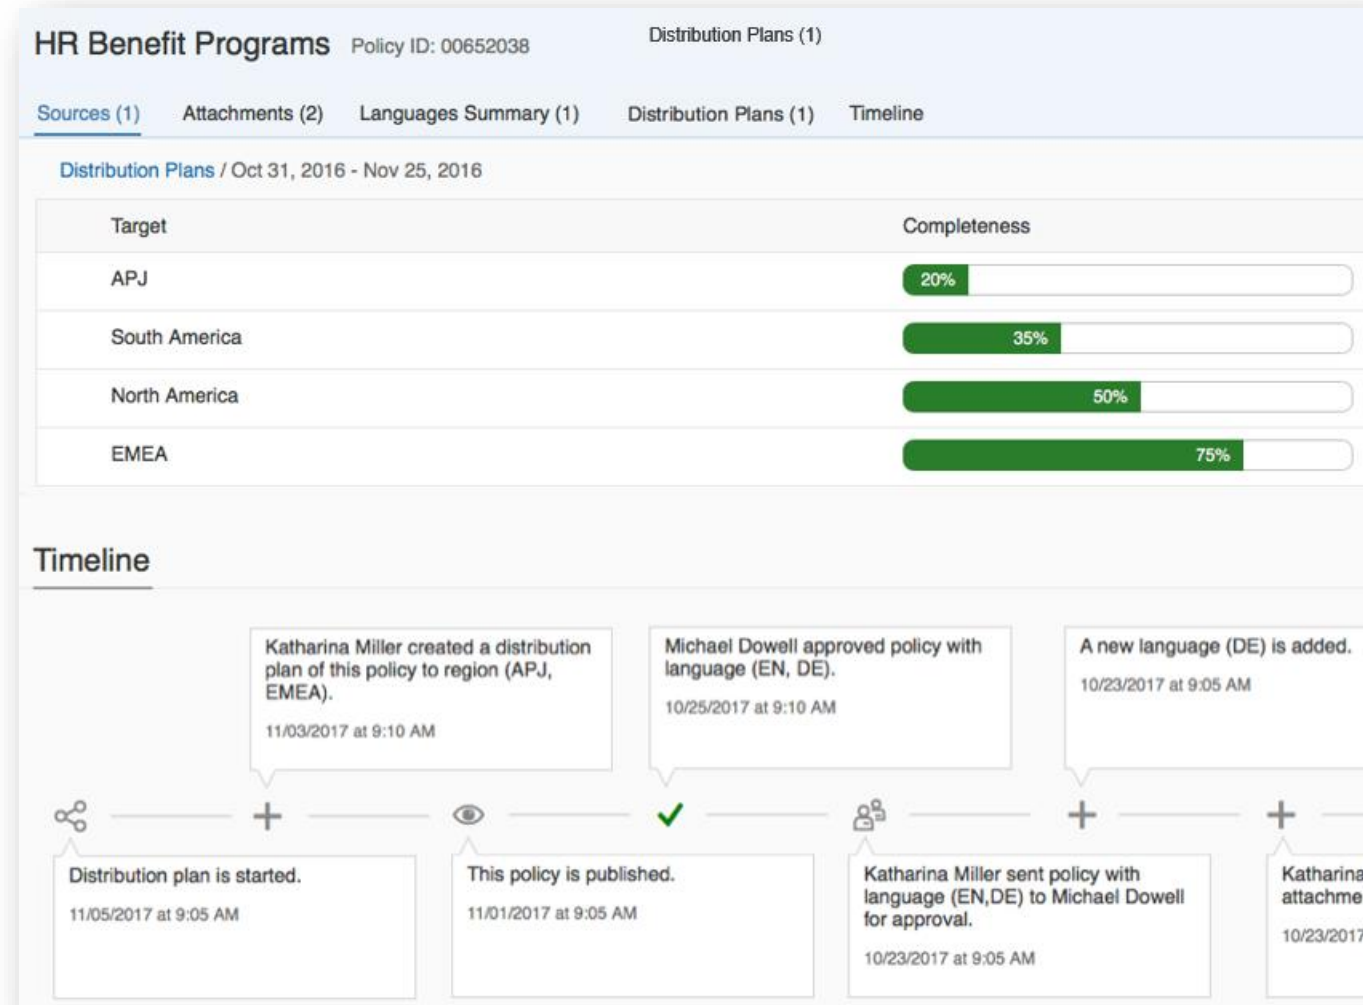 HR Benefit Programs Policy ID: 00652038 Distribution Plans (1)
Sources (1) Attachments (2) Languages Summary (1) Distribution Plans (1) Timeline
Distribution Plans / Oct 31, 2016 - Nov 25, 2016
Target Completeness
APJ 20%
South America 35%
North America 50%
EMEA 75%
Timeline
Katharina Miller created a distribution
plan of this policy to region (APJ,
EMEA).
11/03/2017 at 9:10 AM
Michael Dowell approved policy with
language (EN, DE).
10/25/2017 at 9:10 AM
A new language (DE) is added.
10/23/2017 at 9:05 AM
Distribution plan is started.
11/05/2017 at 9:05 AM
This policy is published.
11/01/2017 at 9:05 AM
Katharina Miller sent policy with
language (EN,DE) to Michael Dowell
for approval.
10/23/2017 at 9:05 AM
Katharina
attachme
10/23/2017